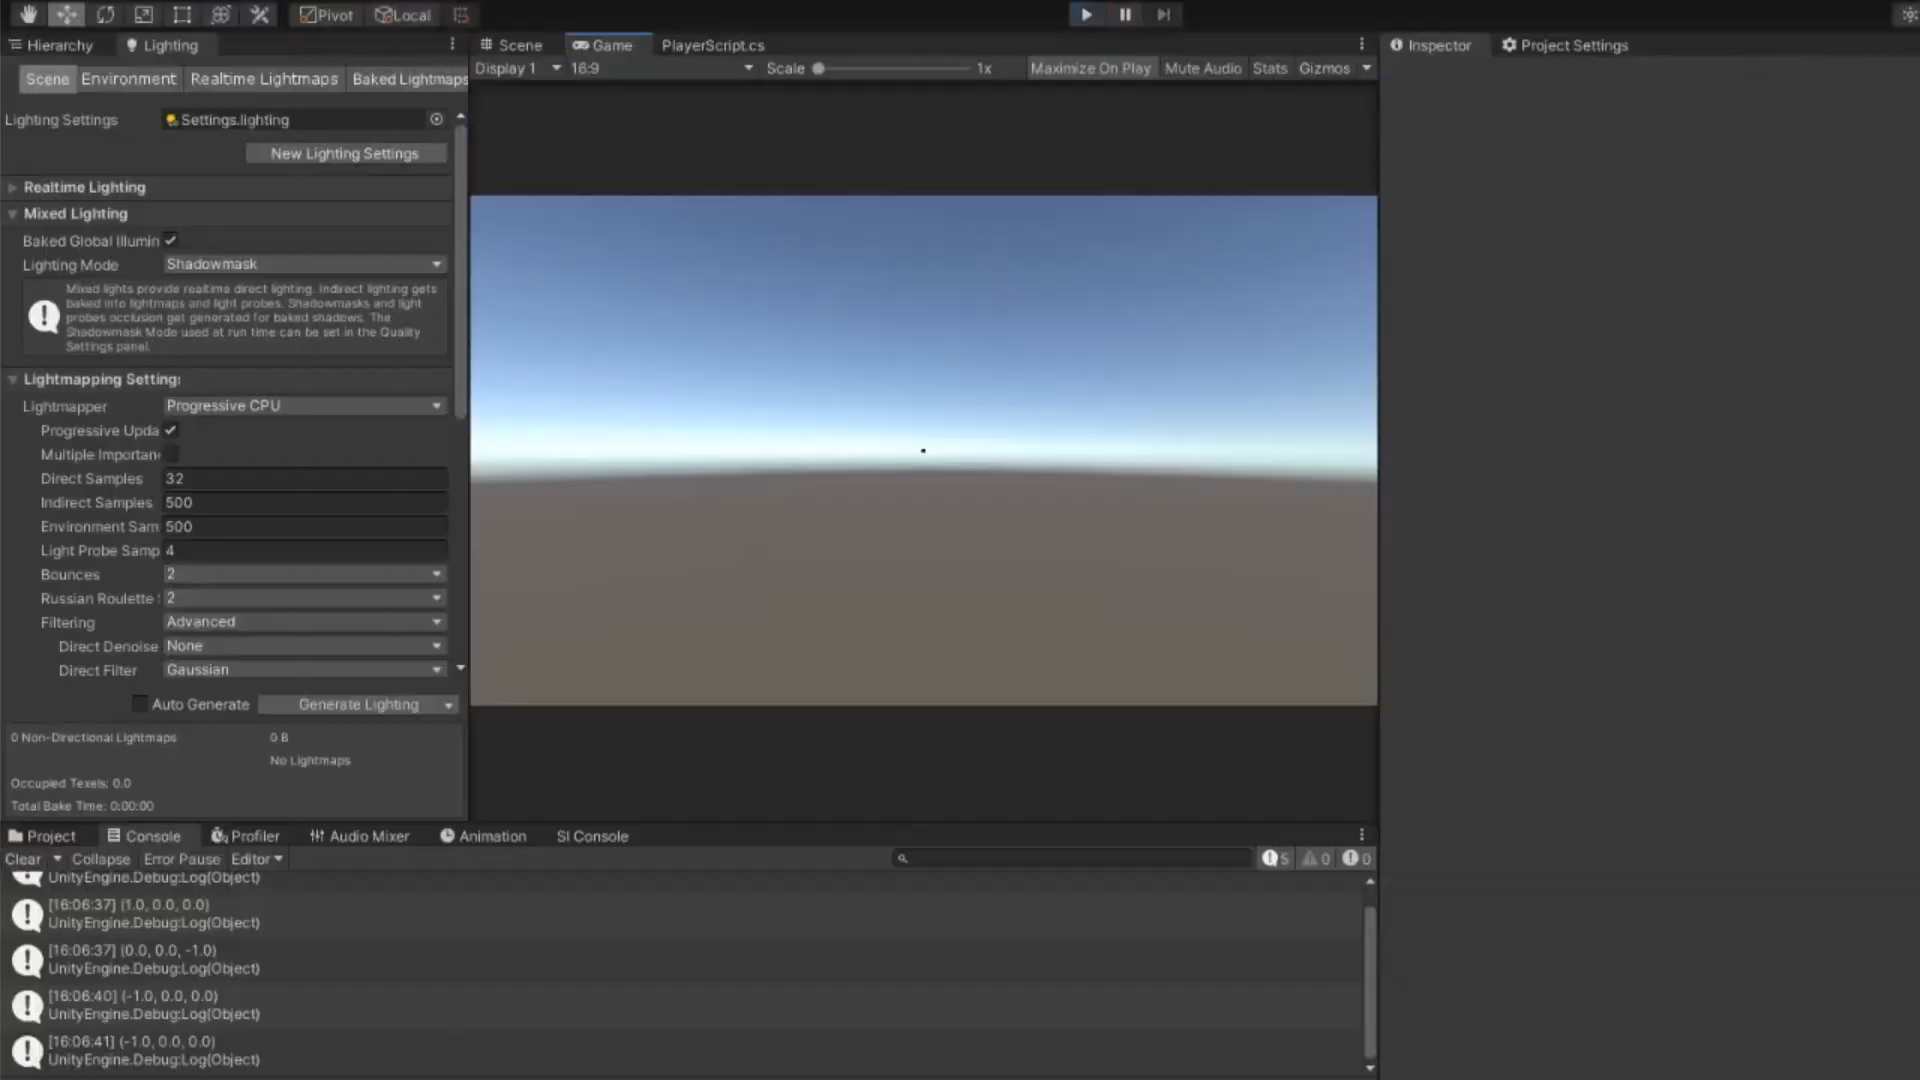 Pivot Local
Hierarchy Lighting
Scene Game PlayerScript.cs
Inspector Project Settings
Scene Environment Realtime Lightmaps Baked Lightmaps
Display 1 16:9 Scale 1x Maximize On Play Mute Audio Stats Gizmos
Lighting Settings Settings.lighting
New Lighting Settings
Realtime Lighting
Mixed Lighting
Baked Global Illumin
Lighting Mode Shadowmask
Mixed lights provide realtime direct lighting. Indirect lighting gets
baked into lightmaps and light probes. Shadowmasks and light
probes occlusion get generated for baked shadows. The
Shadowmask Mode used at run time can be set in the Quality
Settings panel.
Lightmapping Setting:
Lightmapper Progressive CPU
Progressive Upda
Multiple Importan
Direct Samples 32
Indirect Samples 500
Environment Sam 500
Light Probe Samp 4
Bounces 2
Russian Roulette 2
Filtering Advanced
Direct Denoise None
Direct Filter Gaussian
Auto Generate Generate Lighting
0 Non-Directional Lightmaps 0 B
No Lightmaps
Occupied Texels: 0.0
Total Bake Time: 0:00:00
Project Console Profiler Audio Mixer Animation SI Console
Clear Collapse Error Pause Editor 5 0 0
UnityEngine.Debug:Log(Object)
[16:06:37] (1.0, 0.0, 0.0)
UnityEngine.Debug:Log(Object)
[16:06:37] (0.0, 0.0, -1.0)
UnityEngine.Debug:Log(Object)
[16:06:40] (-1.0, 0.0, 0.0)
UnityEngine.Debug:Log(Object)
[16:06:41] (-1.0, 0.0, 0.0)
UnityEngine.Debug:Log(Object)